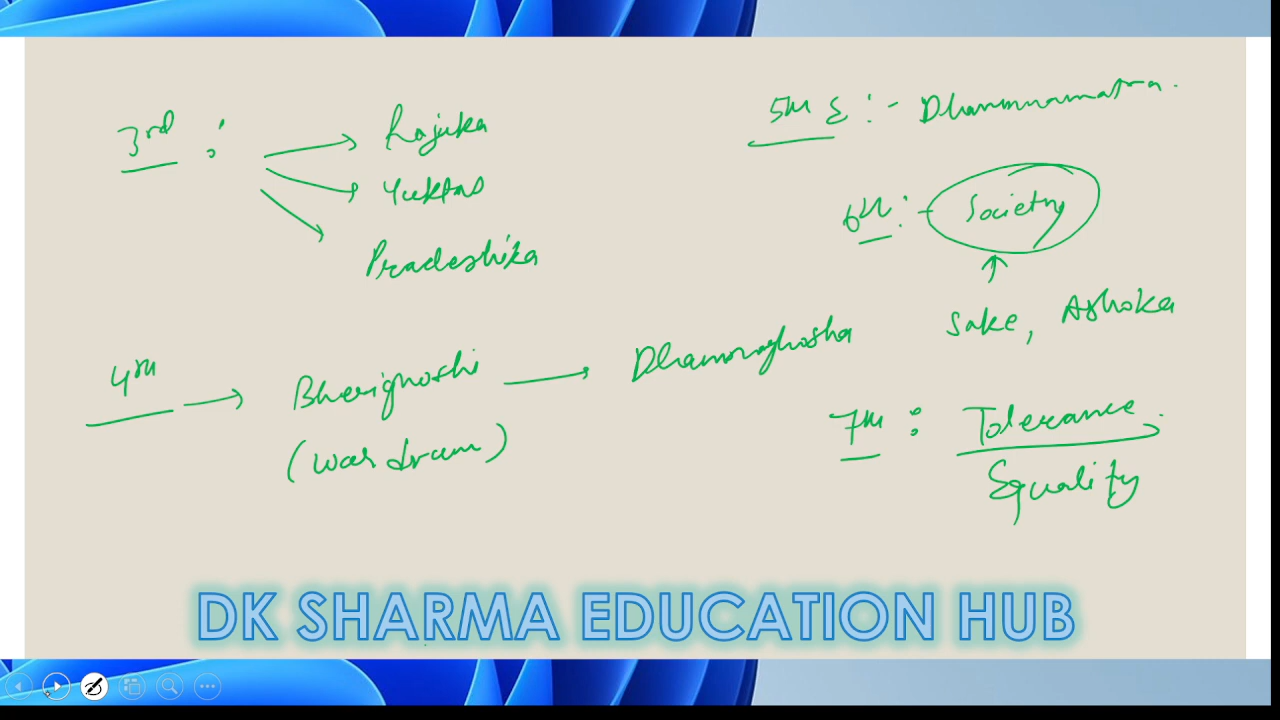 3rd : Rajuka
Yuktas
Pradeshika
4th → Bherighoshi → Dhammaghosha
(war drum)
5th E :- Dhammamatra.
6th :- Society
Sake, Ashoka
7th : Tolerance.
Equality
DK SHARMA EDUCATION HUB